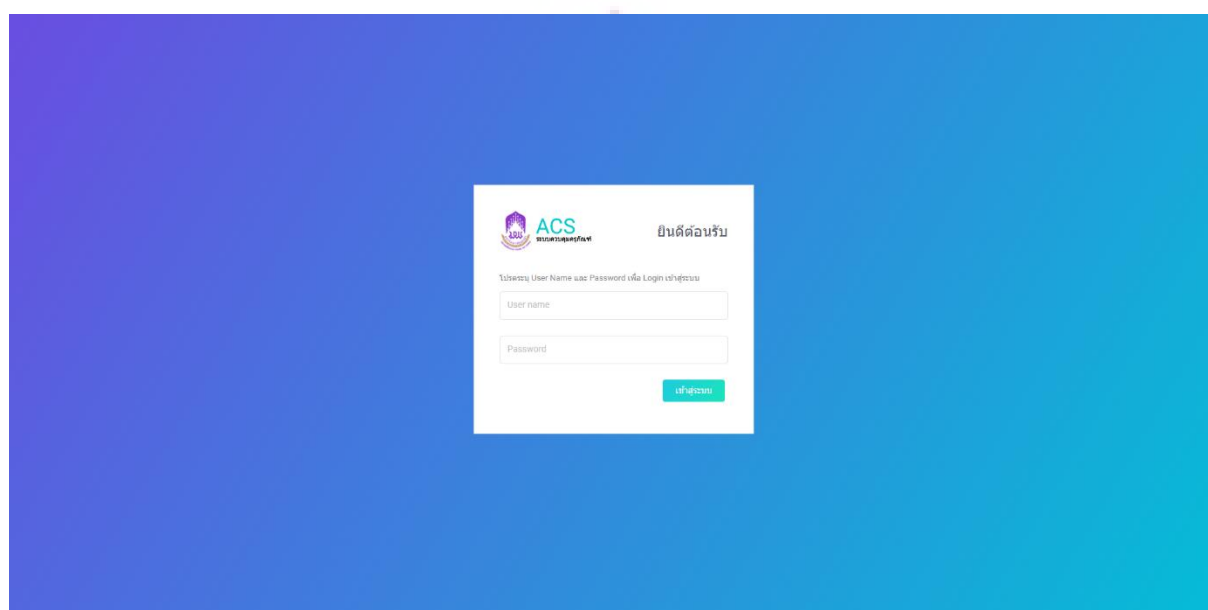 ACS
ระบบควบคุมครุภัณฑ์
ยินดีต้อนรับ
โปรดระบุ User Name และ Password เพื่อ Login เข้าสู่ระบบ
User name
Password
เข้าสู่ระบบ